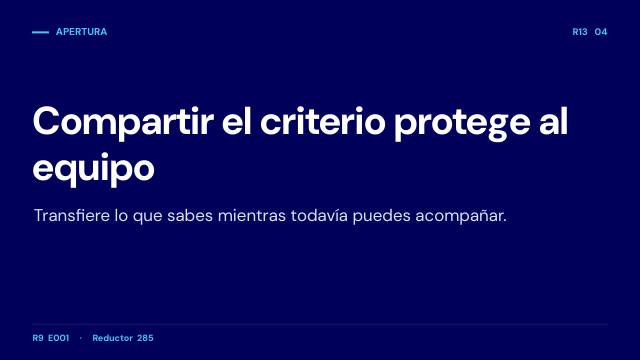 APERTURA
R13 04
Compartir el criterio protege al
equipo
Transfiere lo que sabes mientras todavía puedes acompañar.
R9 E001 · Reductor 285